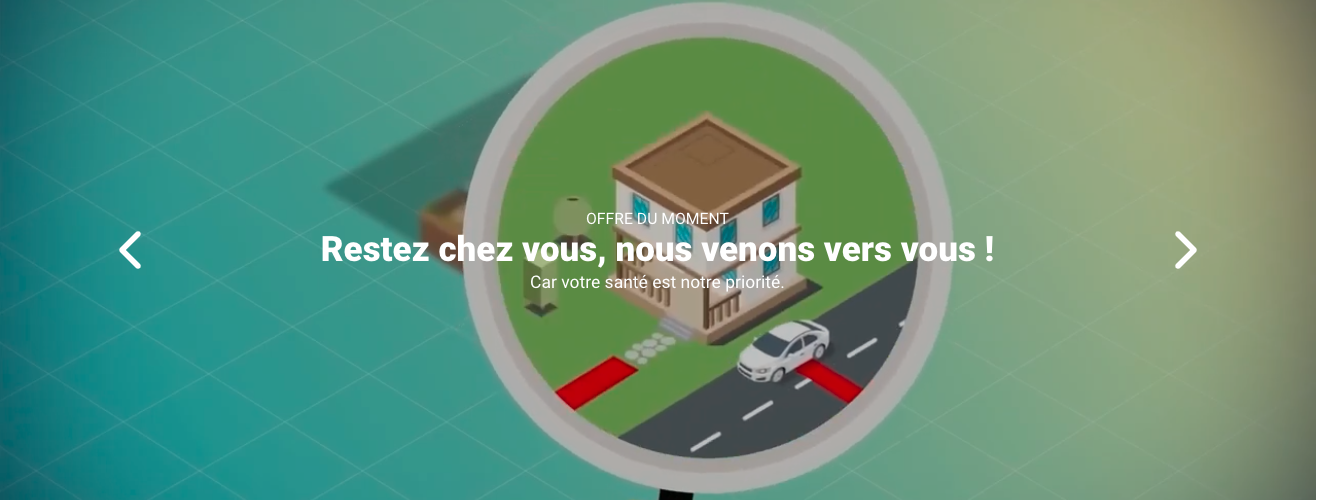 OFFRE DU MOMENT
Restez chez vous, nous venons vers vous !
Car votre santé est notre priorité.